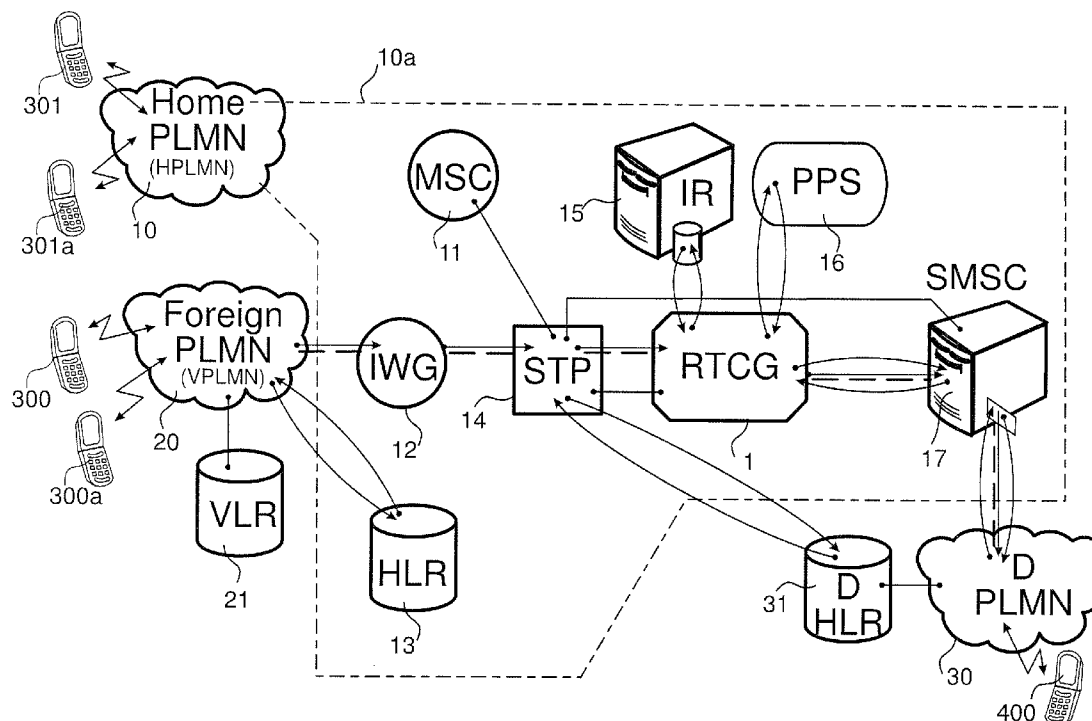 301
10a
Home
PLMN
(HPLMN)
301a
10
MSC
11
15
IR
PPS
16
SMSC
Foreign
PLMN
(VPLMN)
300
20
300a
IWG
12
STP
14
RTCG
1
17
VLR
21
HLR
13
31
D
HLR
D
PLMN
30
400